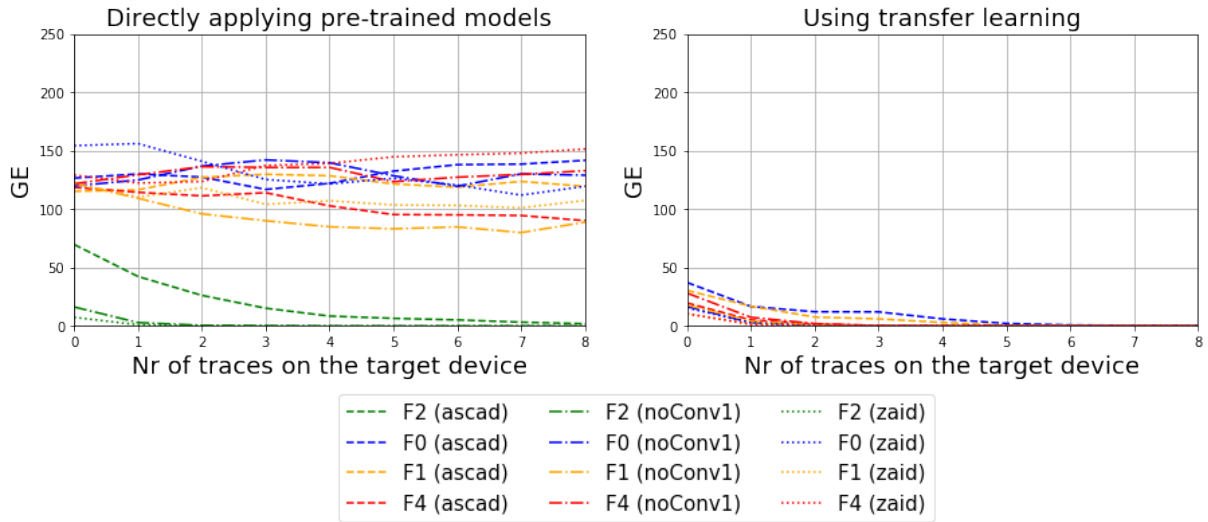 Directly applying pre-trained models
250
200
150
100
50
0
GE
0 1 2 3 4 5 6 7 8
Nr of traces on the target device
Using transfer learning
250
200
150
100
50
0
GE
0 1 2 3 4 5 6 7 8
Nr of traces on the target device
F2 (ascad) F2 (noConv1) F2 (zaid)
F0 (ascad) F0 (noConv1) F0 (zaid)
F1 (ascad) F1 (noConv1) F1 (zaid)
F4 (ascad) F4 (noConv1) F4 (zaid)